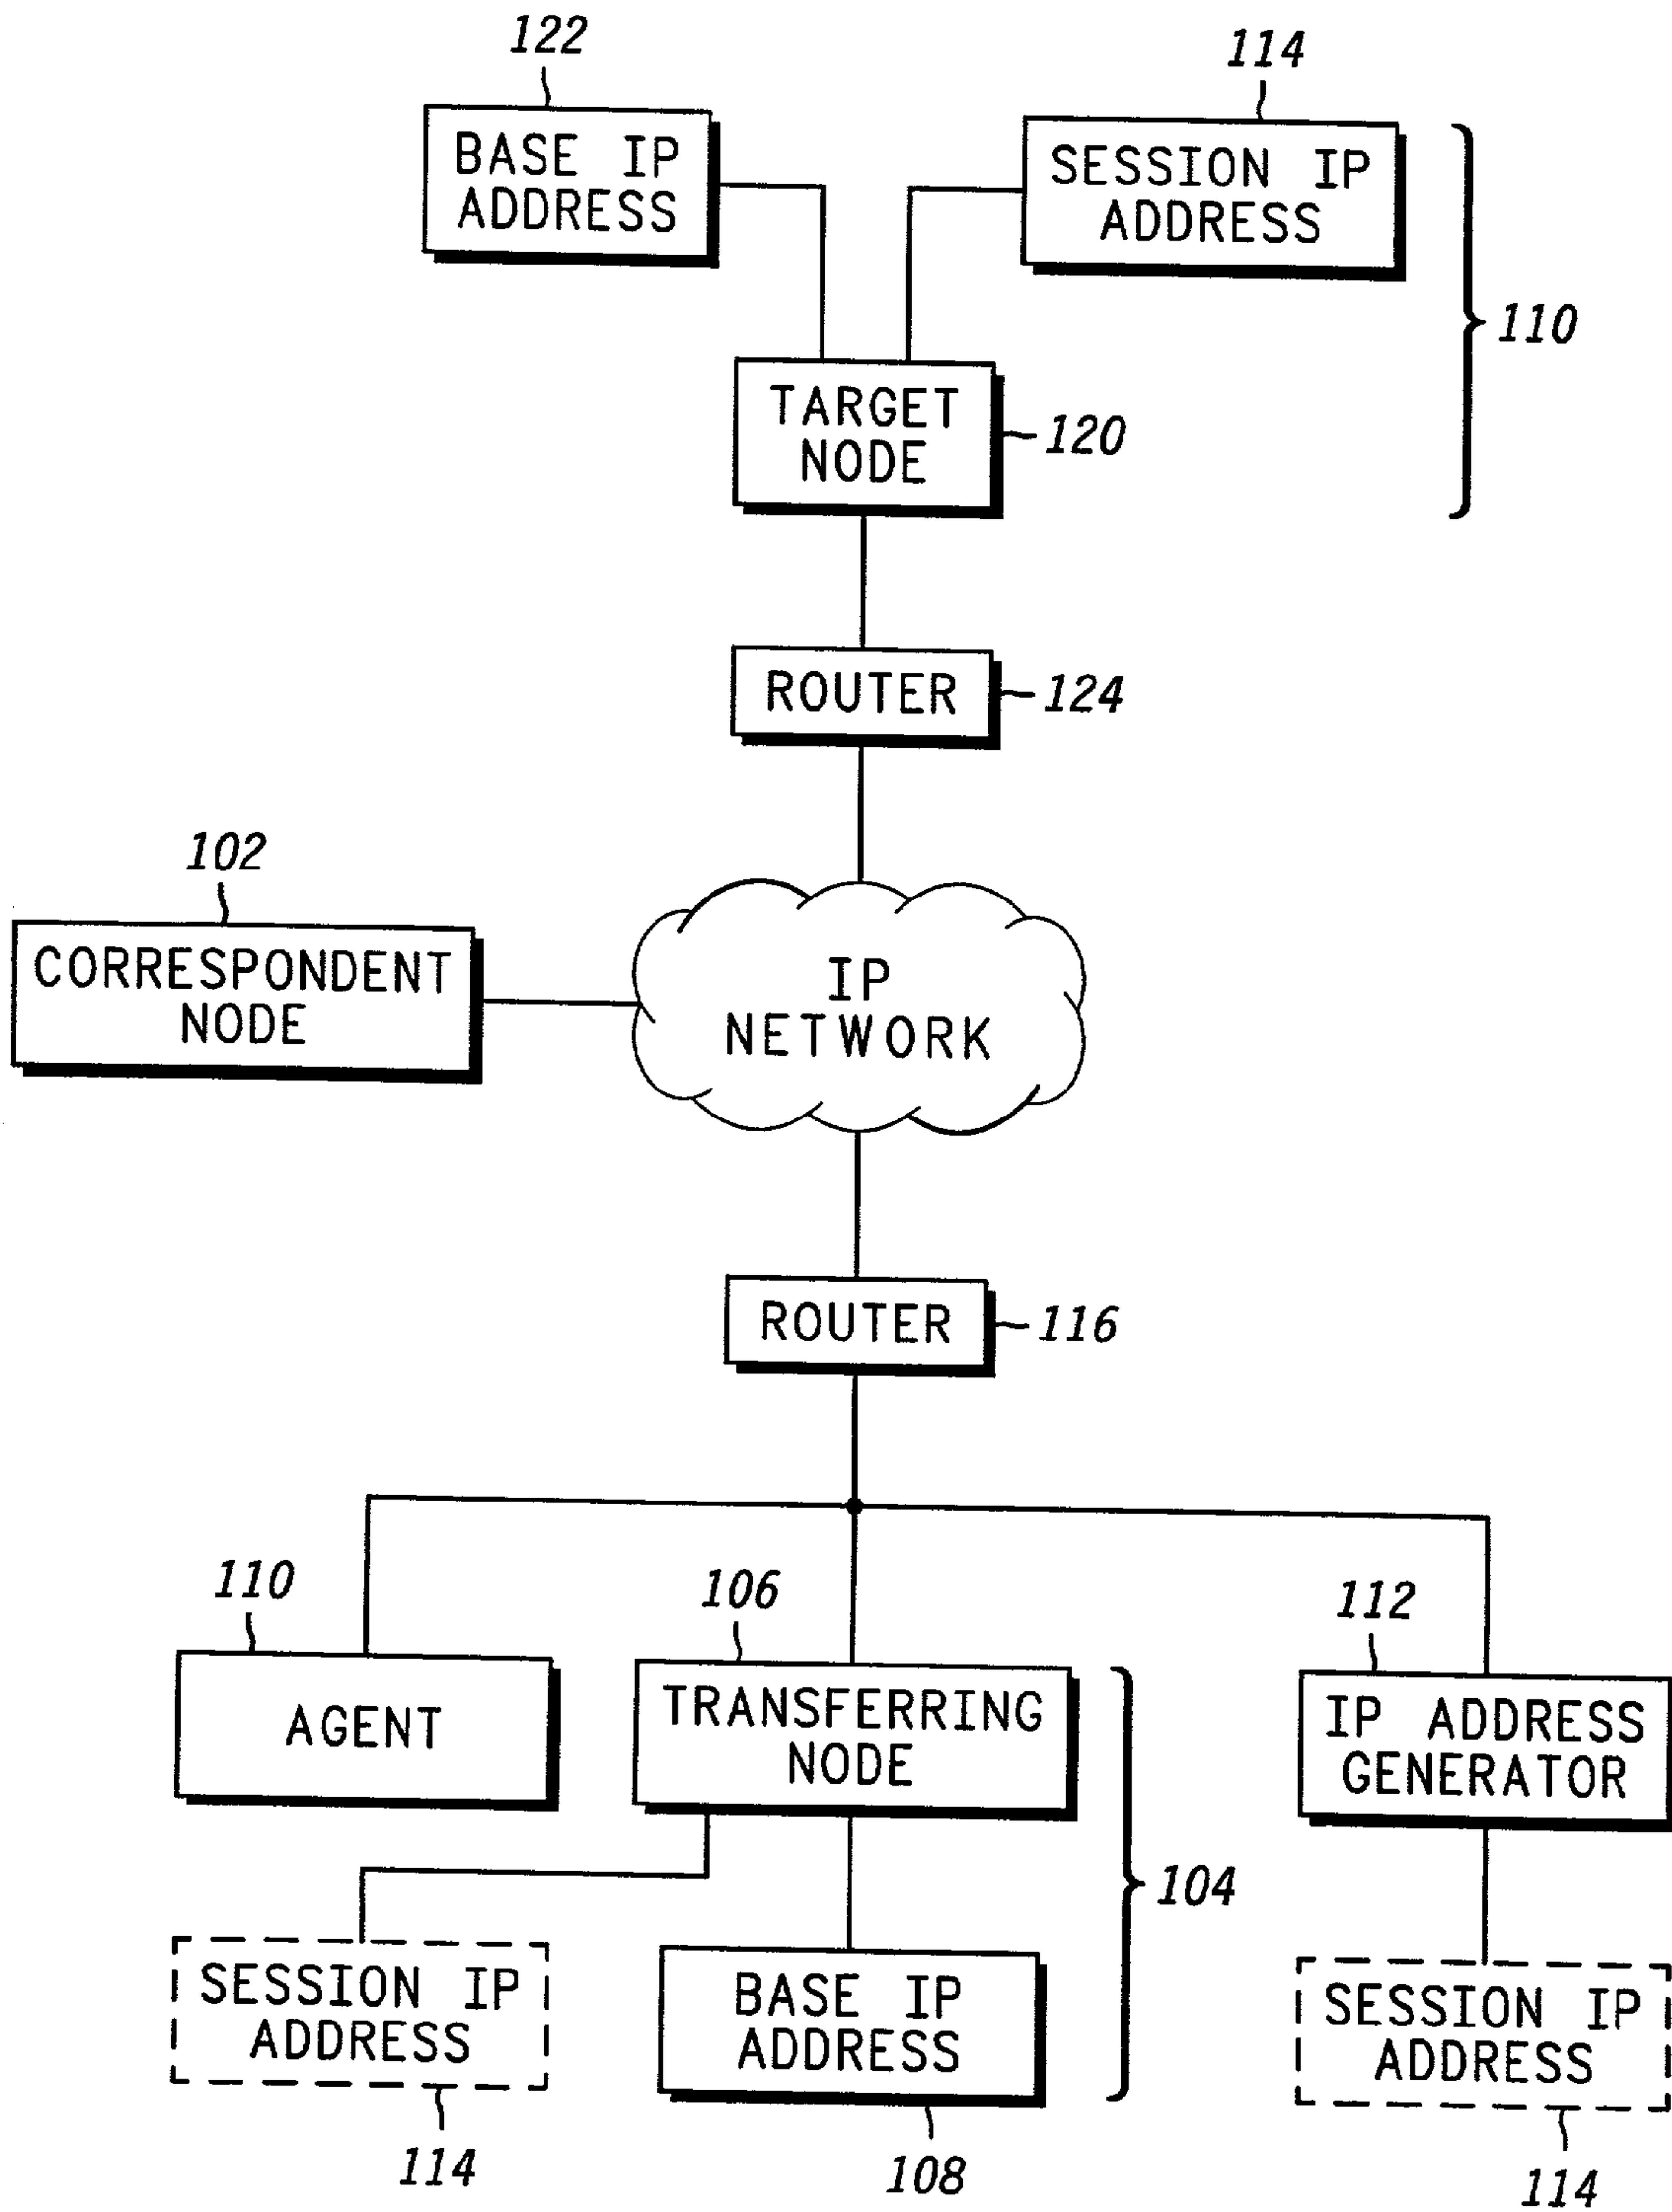 122
114
BASE IP
ADDRESS
SESSION IP
ADDRESS
110
TARGET
NODE
120
ROUTER
124
102
CORRESPONDENT
NODE
IP
NETWORK
ROUTER
116
110
106
112
AGENT
TRANSFERRING
NODE
IP ADDRESS
GENERATOR
104
SESSION IP
ADDRESS
BASE IP
ADDRESS
SESSION IP
ADDRESS
114
108
114